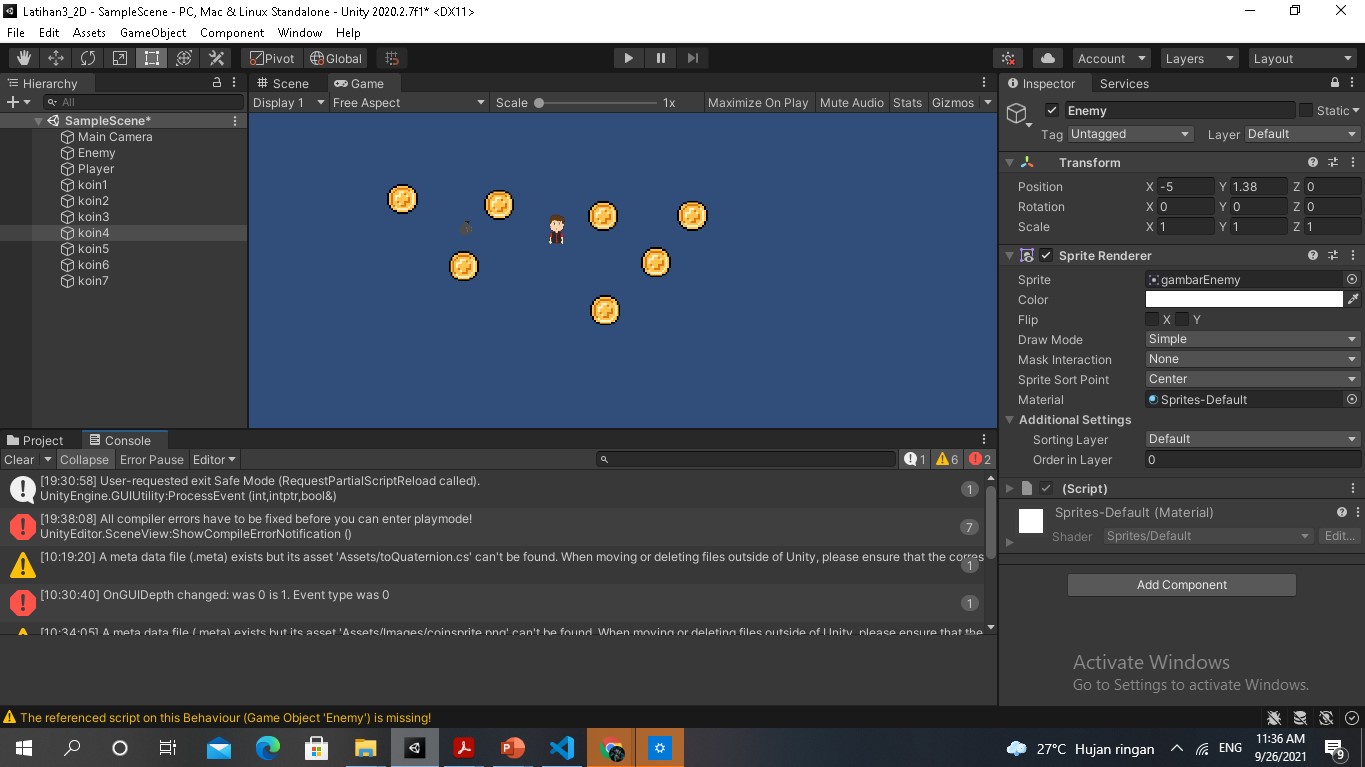 Latihan3_2D - SampleScene - PC, Mac & Linux Standalone - Unity 2020.2.7f1* <DX11>
File Edit Assets GameObject Component Window Help
Pivot Global Account Layers Layout
Hierarchy
All
SampleScene*
Main Camera
Enemy
Player
koin1
koin2
koin3
koin4
koin5
koin6
koin7
Scene Game
Display 1 Free Aspect Scale 1x Maximize On Play Mute Audio Stats Gizmos
Inspector Services
Enemy Static
Tag Untagged Layer Default
Transform
Position X -5 Y 1.38 Z 0
Rotation X 0 Y 0 Z 0
Scale X 1 Y 1 Z 1
Sprite Renderer
Sprite gambarEnemy
Color
Flip X Y
Draw Mode Simple
Mask Interaction None
Sprite Sort Point Center
Material Sprites-Default
Additional Settings
Sorting Layer Default
Order in Layer 0
(Script)
Sprites-Default (Material)
Shader Sprites/Default Edit...
Add Component
Project Console
Clear Collapse Error Pause Editor 1 6 2
[19:30:58] User-requested exit Safe Mode (RequestPartialScriptReload called).
UnityEngine.GUIUtility:ProcessEvent (int,intptr,bool&) 1
[19:38:08] All compiler errors have to be fixed before you can enter playmode!
UnityEditor.SceneView:ShowCompileErrorNotification () 7
[10:19:20] A meta data file (.meta) exists but its asset 'Assets/toQuaternion.cs' can't be found. When moving or deleting files outside of Unity, please ensure that the corres 1
[10:30:40] OnGUIDepth changed: was 0 is 1. Event type was 0 1
[10:34:05] A meta data file (.meta) exists but its asset 'Assets/Images/coinsprite.png' can't be found. When moving or deleting files outside of Unity, please ensure that the
Activate Windows
Go to Settings to activate Windows.
The referenced script on this Behaviour (Game Object 'Enemy') is missing!
27°C Hujan ringan ENG
11:36 AM
9/26/2021
9